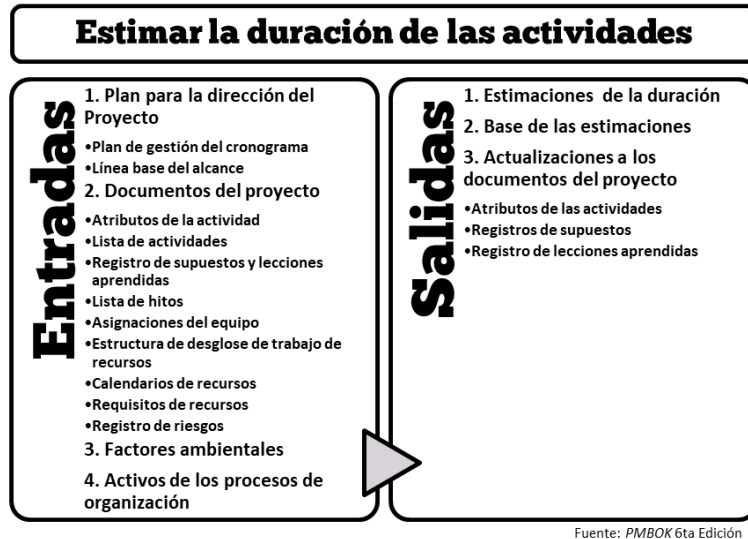 Estimar la duración de las actividades
Entradas
1. Plan para la dirección del
Proyecto
•Plan de gestión del cronograma
•Línea base del alcance
2. Documentos del proyecto
•Atributos de la actividad
•Lista de actividades
•Registro de supuestos y lecciones
aprendidas
•Lista de hitos
•Asignaciones del equipo
•Estructura de desglose de trabajo de
recursos
•Calendarios de recursos
•Requisitos de recursos
•Registro de riesgos
3. Factores ambientales
4. Activos de los procesos de
organización
Salidas
1. Estimaciones de la duración
2. Base de las estimaciones
3. Actualizaciones a los
documentos del proyecto
•Atributos de las actividades
•Registros de supuestos
•Registro de lecciones aprendidas
Fuente: PMBOK 6ta Edición